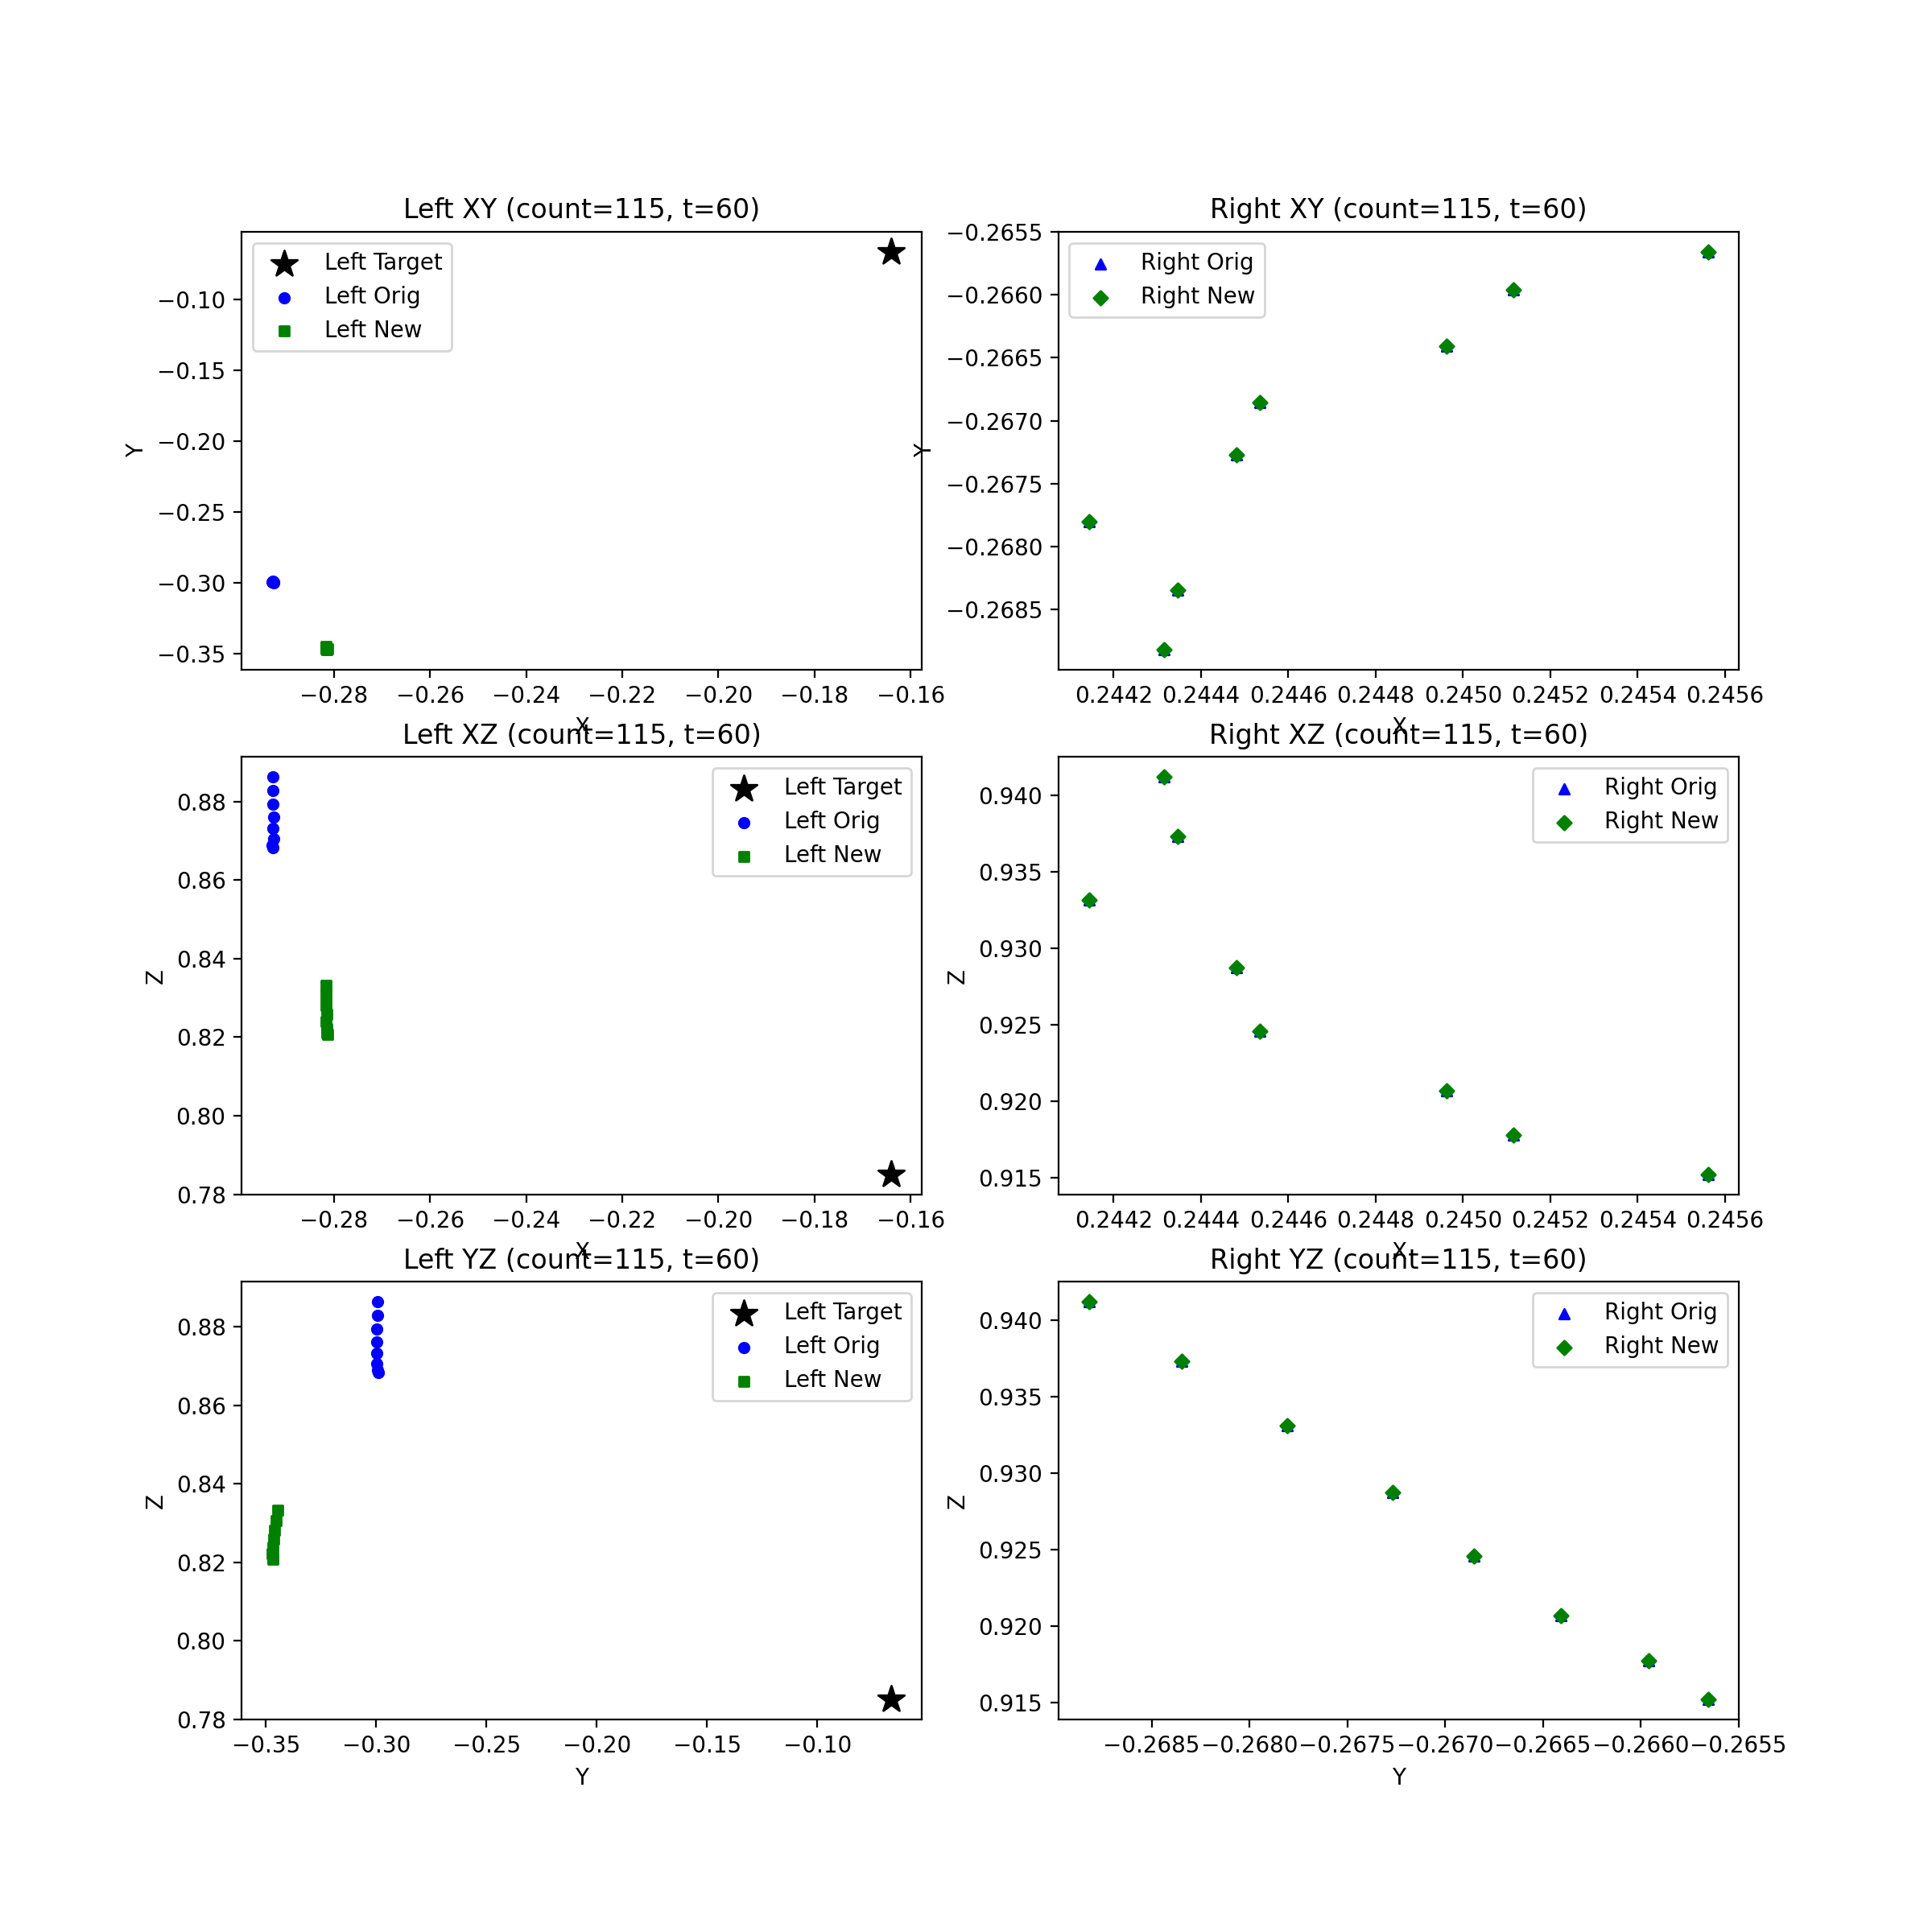 Left XY (count=115, t=60)
Left Target
Left Orig
Left New
−0.10
−0.15
−0.20
−0.25
−0.30
−0.35
Y
−0.28 −0.26 −0.24 −0.22 −0.20 −0.18 −0.16
X
Right XY (count=115, t=60)
Right Orig
Right New
−0.2655
−0.2660
−0.2665
−0.2670
−0.2675
−0.2680
−0.2685
Y
0.2442 0.2444 0.2446 0.2448 0.2450 0.2452 0.2454 0.2456
X
Left XZ (count=115, t=60)
Left Target
Left Orig
Left New
0.88
0.86
0.84
0.82
0.80
0.78
Z
−0.28 −0.26 −0.24 −0.22 −0.20 −0.18 −0.16
X
Right XZ (count=115, t=60)
Right Orig
Right New
0.940
0.935
0.930
0.925
0.920
0.915
Z
0.2442 0.2444 0.2446 0.2448 0.2450 0.2452 0.2454 0.2456
X
Left YZ (count=115, t=60)
Left Target
Left Orig
Left New
0.88
0.86
0.84
0.82
0.80
0.78
Z
−0.35 −0.30 −0.25 −0.20 −0.15 −0.10
Y
Right YZ (count=115, t=60)
Right Orig
Right New
0.940
0.935
0.930
0.925
0.920
0.915
Z
−0.2685 −0.2680 −0.2675 −0.2670 −0.2665 −0.2660 −0.2655
Y